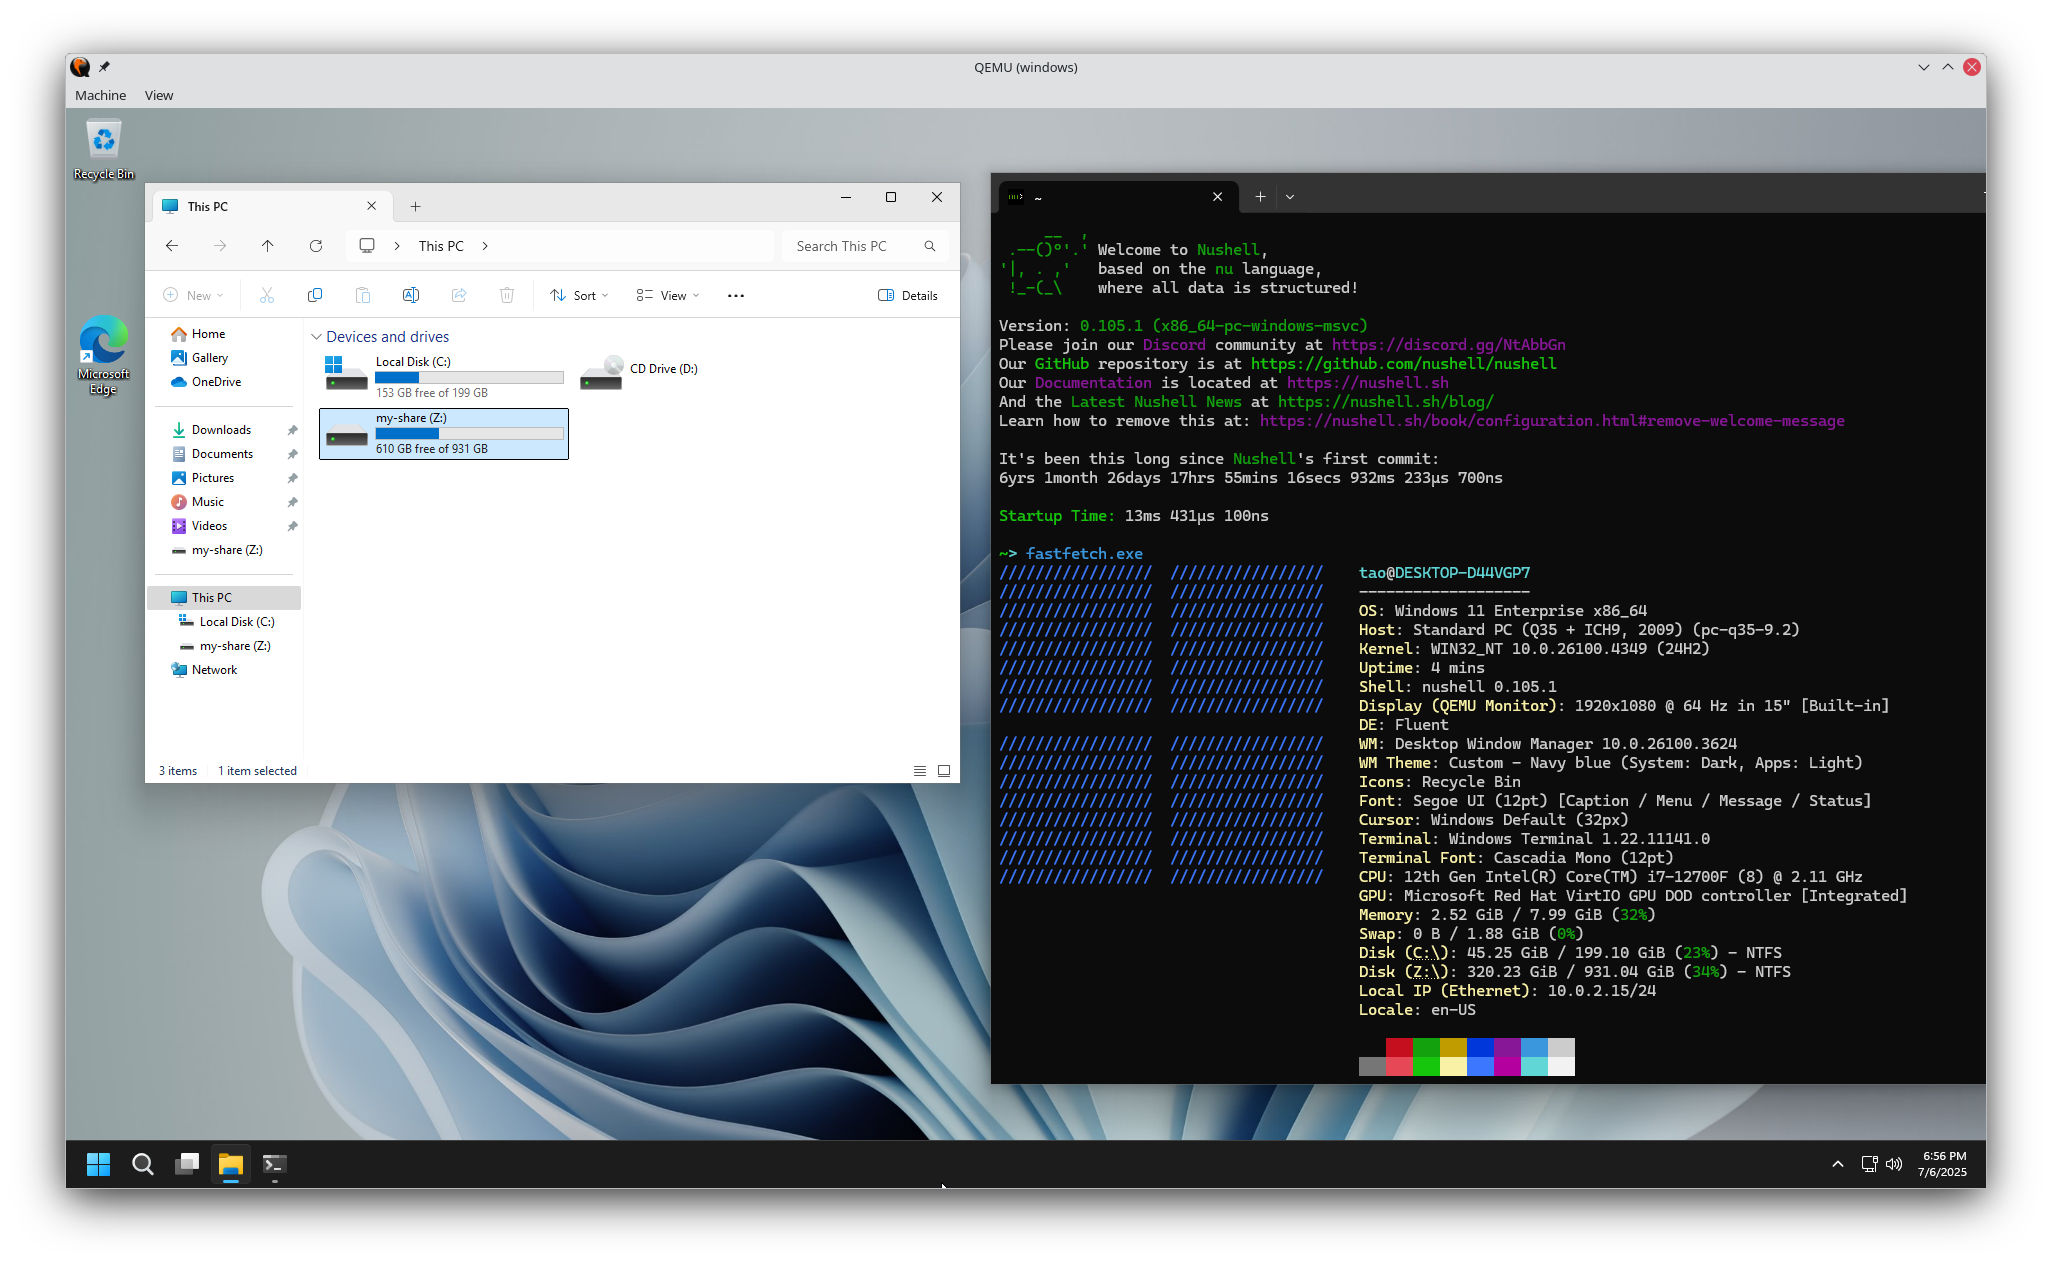 QEMU (windows)
Machine View
Recycle Bin
Microsoft Edge
This PC
This PC
Search This PC
New
Sort
View
Details
Home
Gallery
OneDrive
Downloads
Documents
Pictures
Music
Videos
my-share (Z:)
This PC
Local Disk (C:)
my-share (Z:)
Network
Devices and drives
Local Disk (C:)
153 GB free of 199 GB
CD Drive (D:)
my-share (Z:)
610 GB free of 931 GB
3 items 1 item selected
~
Welcome to Nushell,
based on the nu language,
where all data is structured!
Version: 0.105.1 (x86_64-pc-windows-msvc)
Please join our Discord community at https://discord.gg/NtAbbGn
Our GitHub repository is at https://github.com/nushell/nushell
Our Documentation is located at https://nushell.sh
And the Latest Nushell News at https://nushell.sh/blog/
Learn how to remove this at: https://nushell.sh/book/configuration.html#remove-welcome-message
It's been this long since Nushell's first commit:
6yrs 1month 26days 17hrs 55mins 16secs 932ms 233µs 700ns
Startup Time: 13ms 431µs 100ns
~> fastfetch.exe
tao@DESKTOP-D44VGP7
-------------------
OS: Windows 11 Enterprise x86_64
Host: Standard PC (Q35 + ICH9, 2009) (pc-q35-9.2)
Kernel: WIN32_NT 10.0.26100.4349 (24H2)
Uptime: 4 mins
Shell: nushell 0.105.1
Display (QEMU Monitor): 1920x1080 @ 64 Hz in 15" [Built-in]
DE: Fluent
WM: Desktop Window Manager 10.0.26100.3624
WM Theme: Custom - Navy blue (System: Dark, Apps: Light)
Icons: Recycle Bin
Font: Segoe UI (12pt) [Caption / Menu / Message / Status]
Cursor: Windows Default (32px)
Terminal: Windows Terminal 1.22.11141.0
Terminal Font: Cascadia Mono (12pt)
CPU: 12th Gen Intel(R) Core(TM) i7-12700F (8) @ 2.11 GHz
GPU: Microsoft Red Hat VirtIO GPU DOD controller [Integrated]
Memory: 2.52 GiB / 7.99 GiB (32%)
Swap: 0 B / 1.88 GiB (0%)
Disk (C:\): 45.25 GiB / 199.10 GiB (23%) - NTFS
Disk (Z:\): 320.23 GiB / 931.04 GiB (34%) - NTFS
Local IP (Ethernet): 10.0.2.15/24
Locale: en-US
6:56 PM
7/6/2025